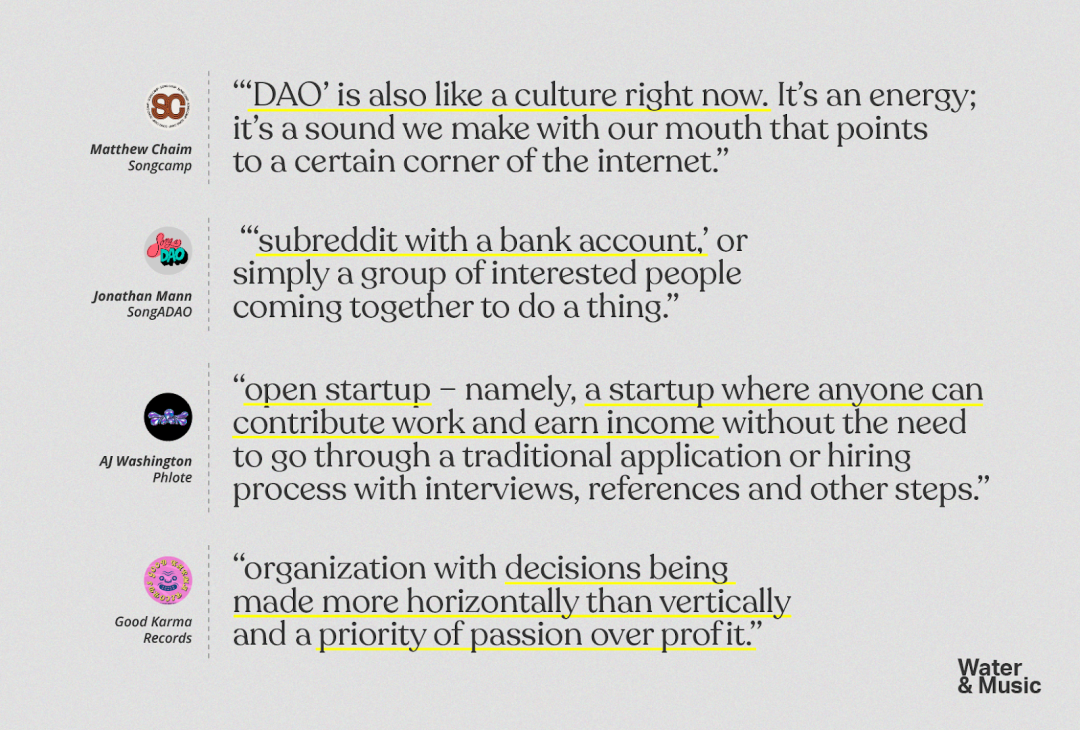 Matthew Chaim
Songcamp
“‘DAO’ is also like a culture right now. It’s an energy;
it’s a sound we make with our mouth that points
to a certain corner of the internet.”
Jonathan Mann
SongADAO
“‘subreddit with a bank account,’ or
simply a group of interested people
coming together to do a thing.”
AJ Washington
Phlote
“open startup – namely, a startup where anyone can
contribute work and earn income without the need
to go through a traditional application or hiring
process with interviews, references and other steps.”
Good Karma
Records
“organization with decisions being
made more horizontally than vertically
and a priority of passion over profit.”
Water
& Music